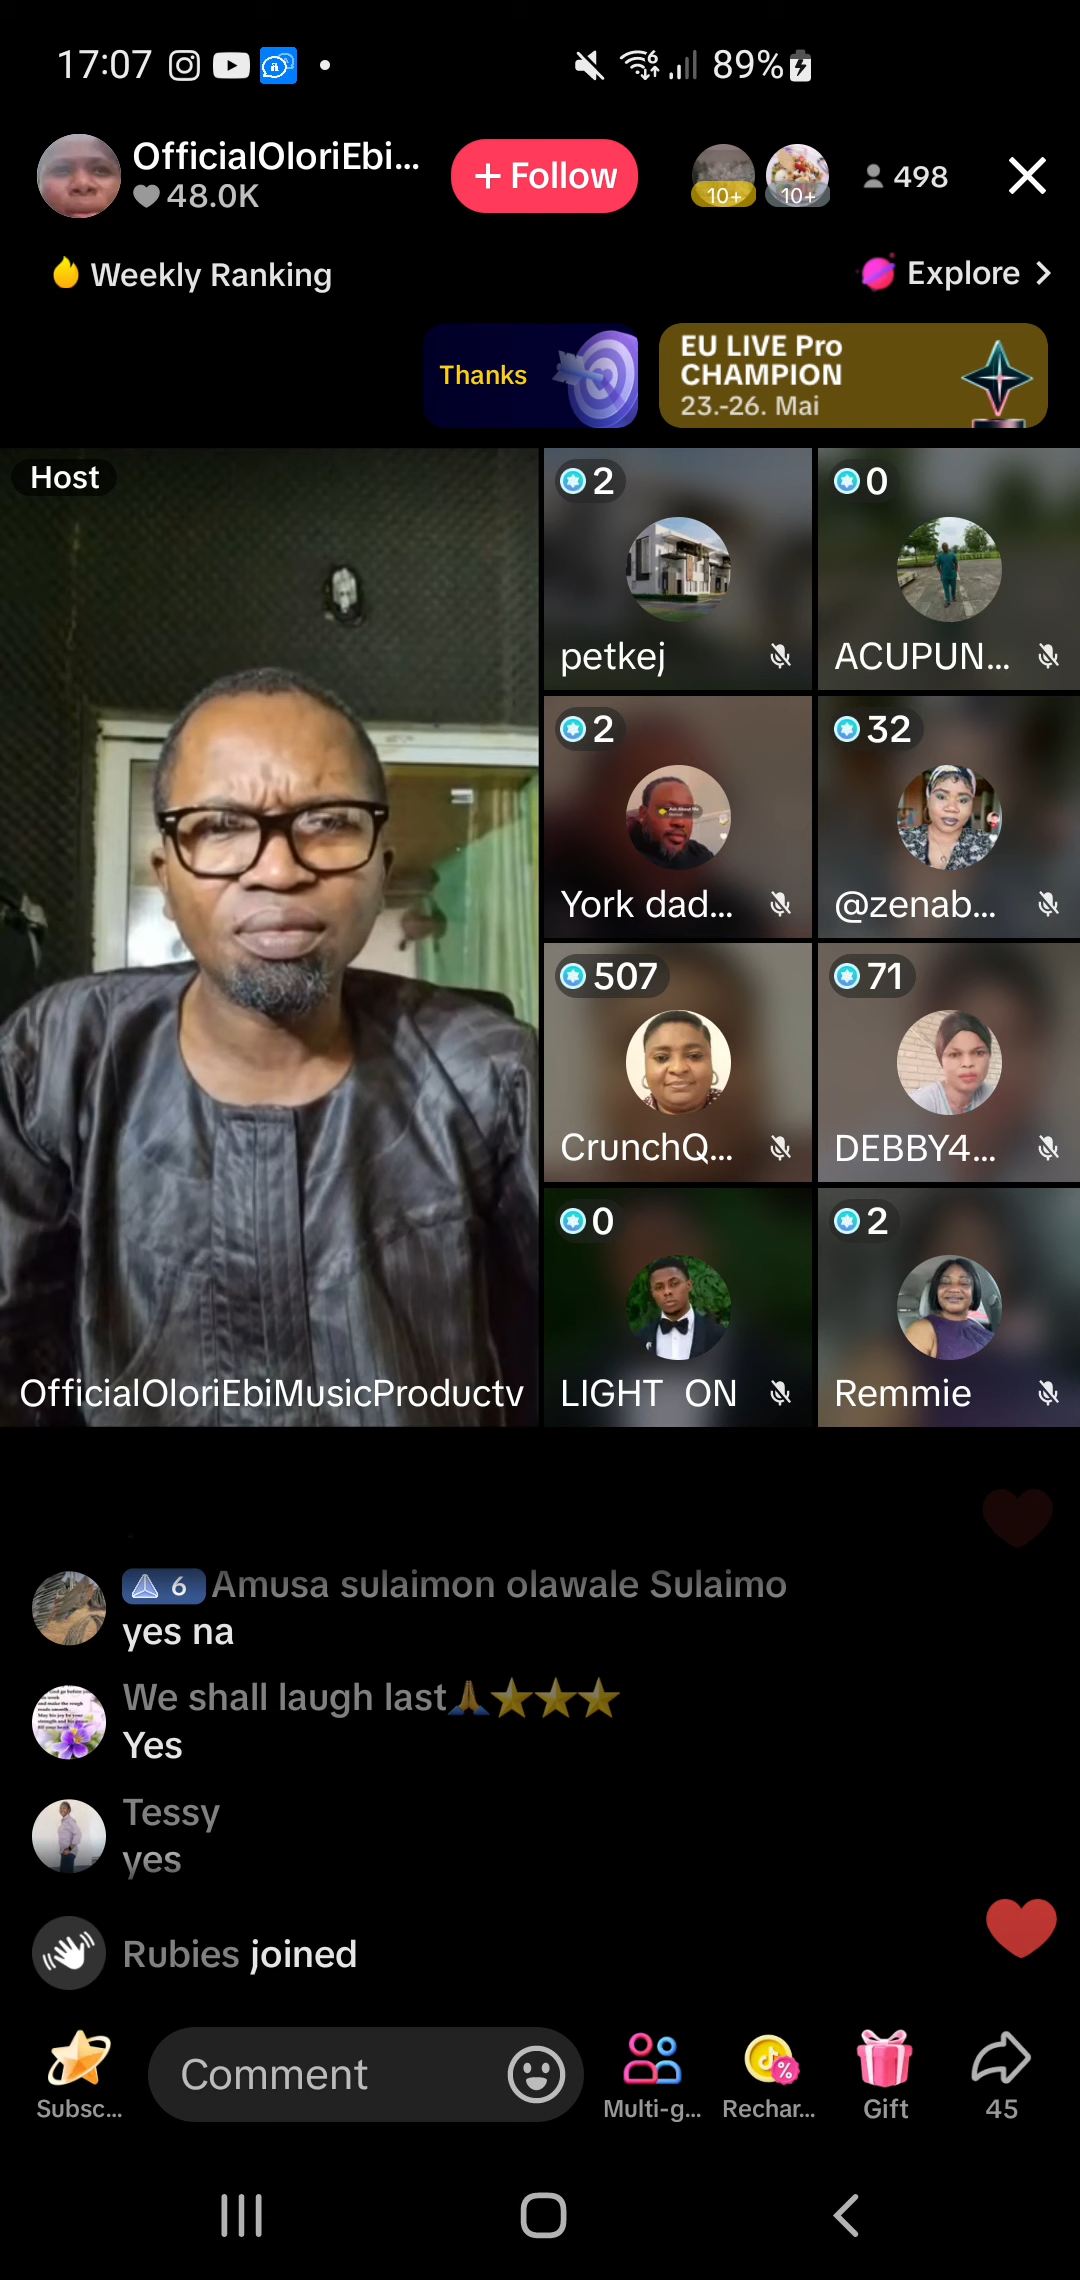 17:07
89%
OfficialOloriEbi...
48.0K
+ Follow
10+
10+
498
Weekly Ranking
Explore
Thanks
EU LIVE Pro
CHAMPION
23.-26. Mai
Host
2
0
petkej
ACUPUN...
2
32
York dad...
@zenab...
507
71
CrunchQ...
DEBBY4...
0
2
OfficialOloriEbiMusicProductv
LIGHT ON
Remmie
6 Amusa sulaimon olawale Sulaimo
yes na
We shall laugh last🙏⭐⭐⭐
Yes
Tessy
yes
Rubies joined
Comment
Subsc...
Multi-g...
Rechar...
Gift
45